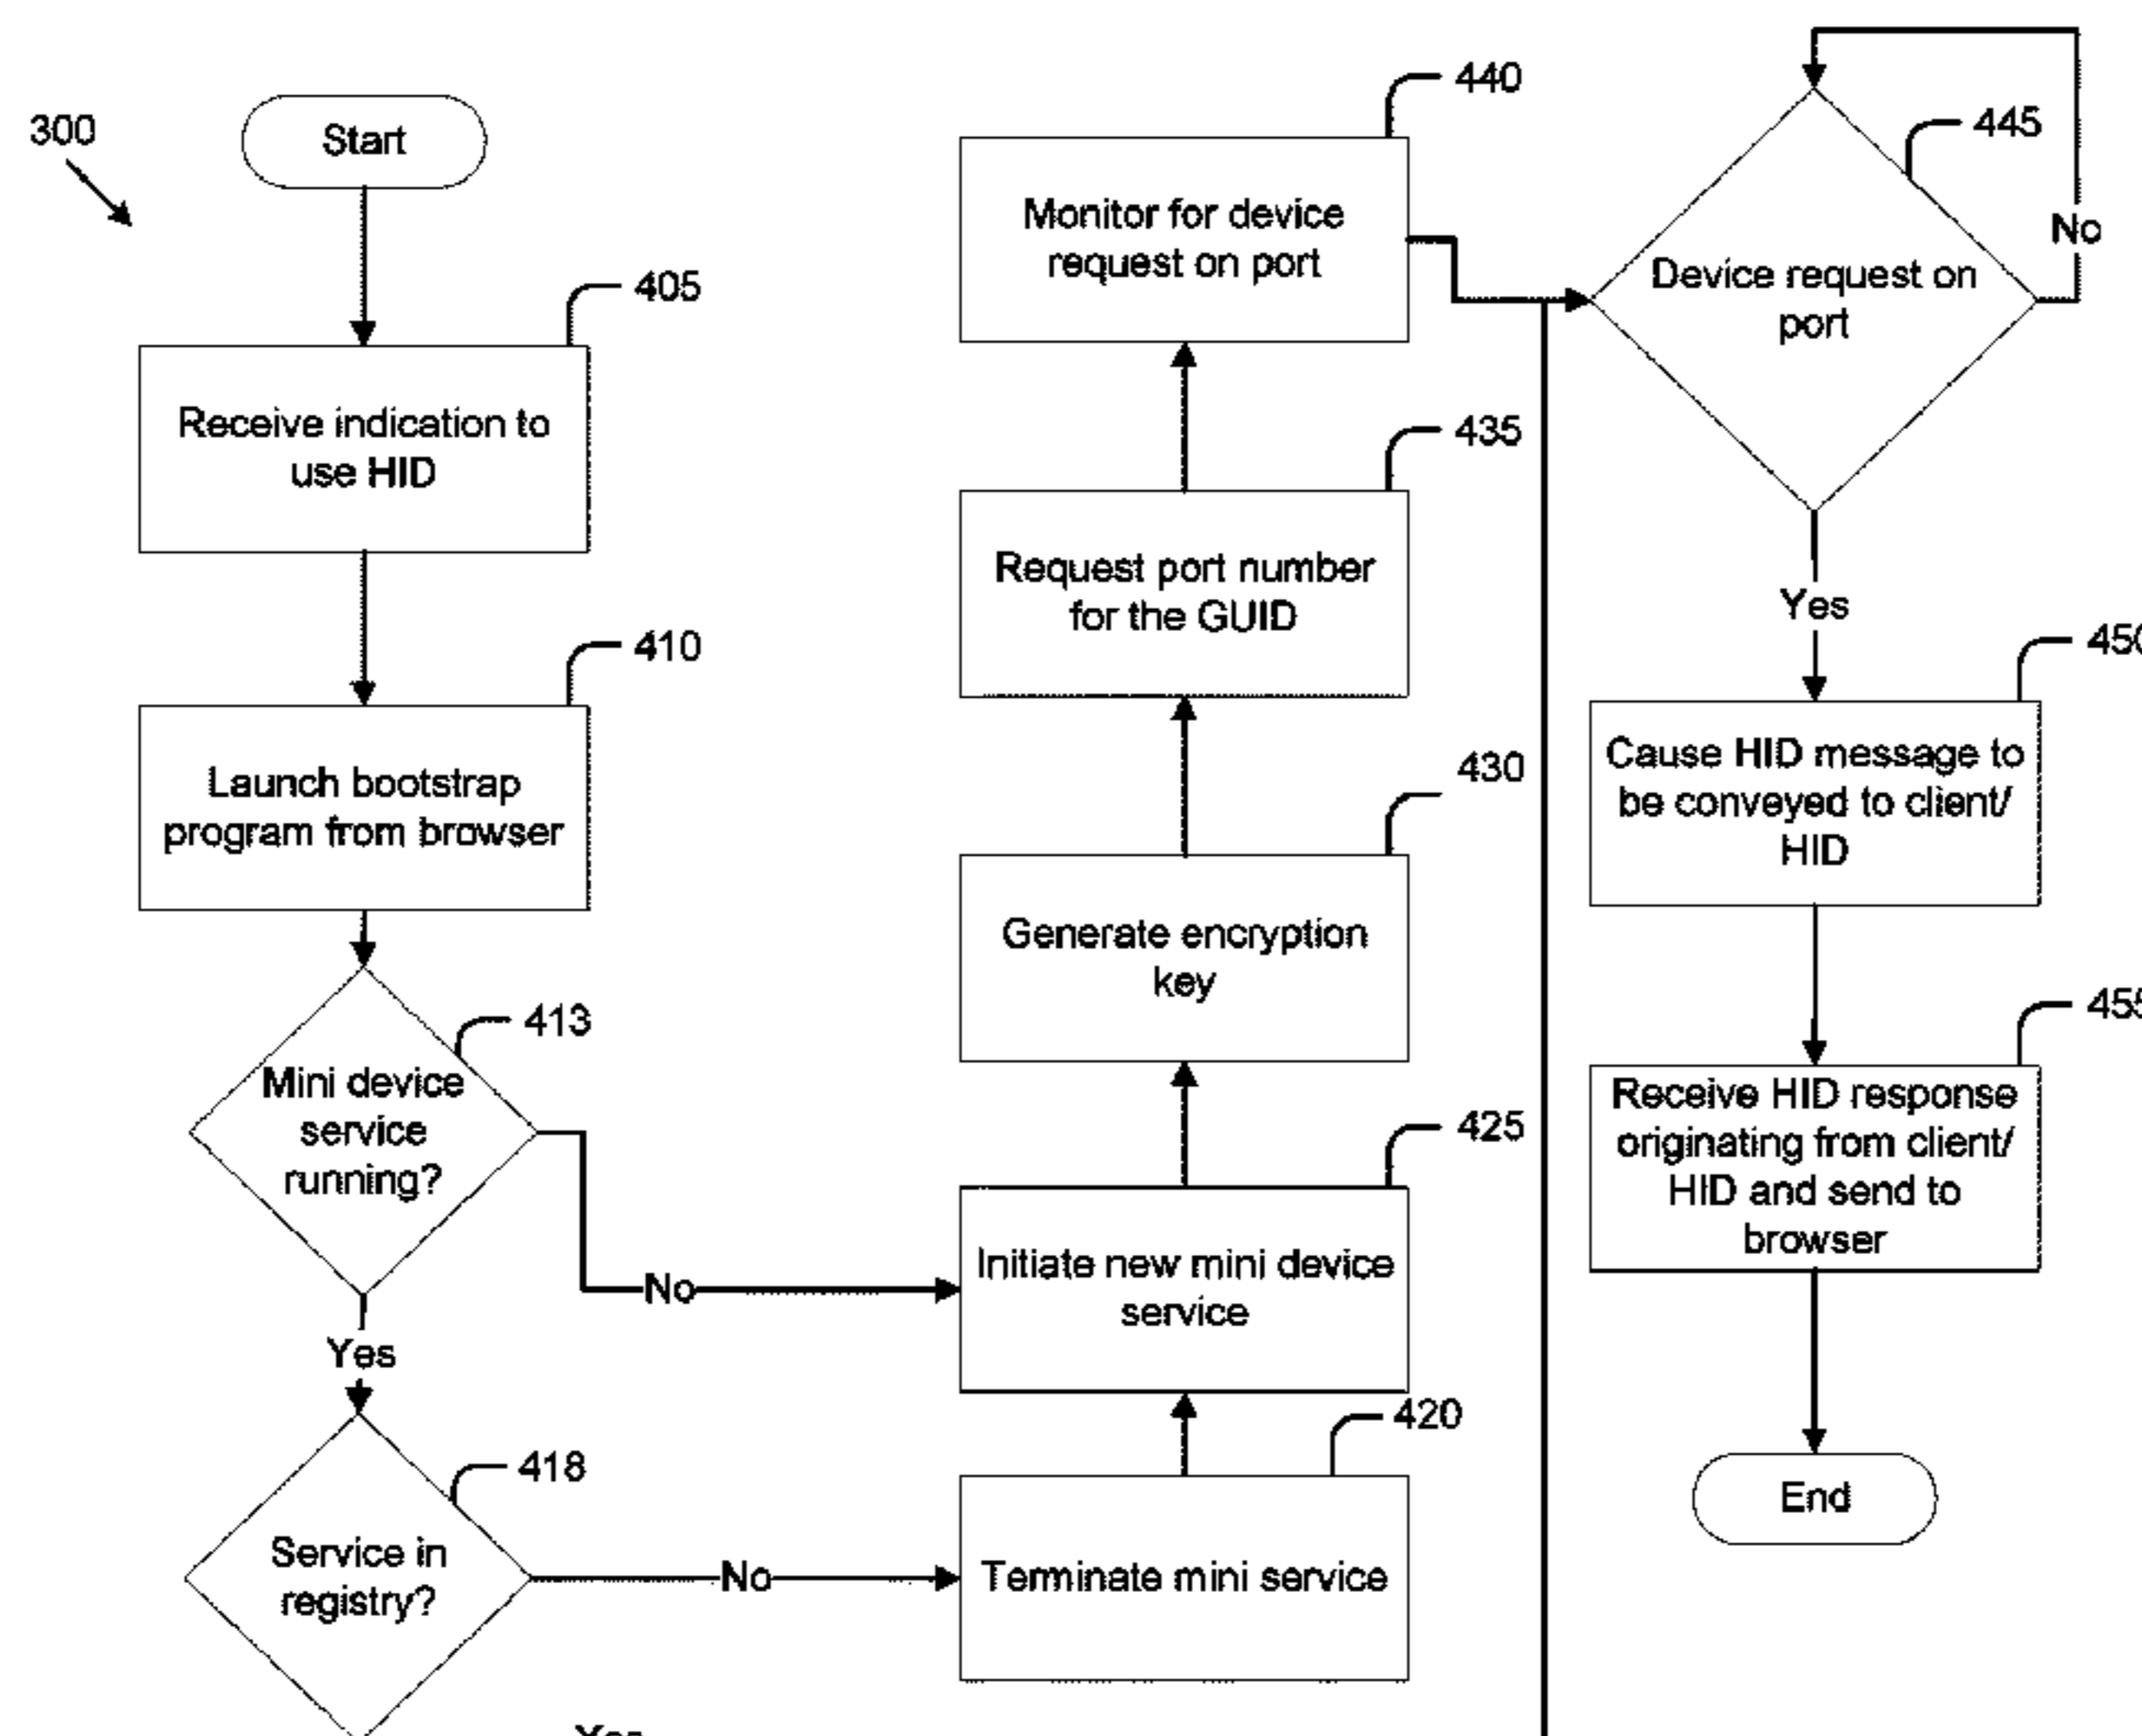 300
Start
405
Receive indication to
use HID
410
Launch bootstrap
program from browser
413
Mini device
service
running?
No
Yes
418
Service in
registry?
No
Yes
440
Monitor for device
request on port
435
Request port number
for the GUID
430
Generate encryption
key
425
Initiate new mini device
service
420
Terminate mini service
445
Device request on
port
No
Yes
450
Cause HID message to
be conveyed to client/
HID
455
Receive HID response
originating from client/
HID and send to
browser
End